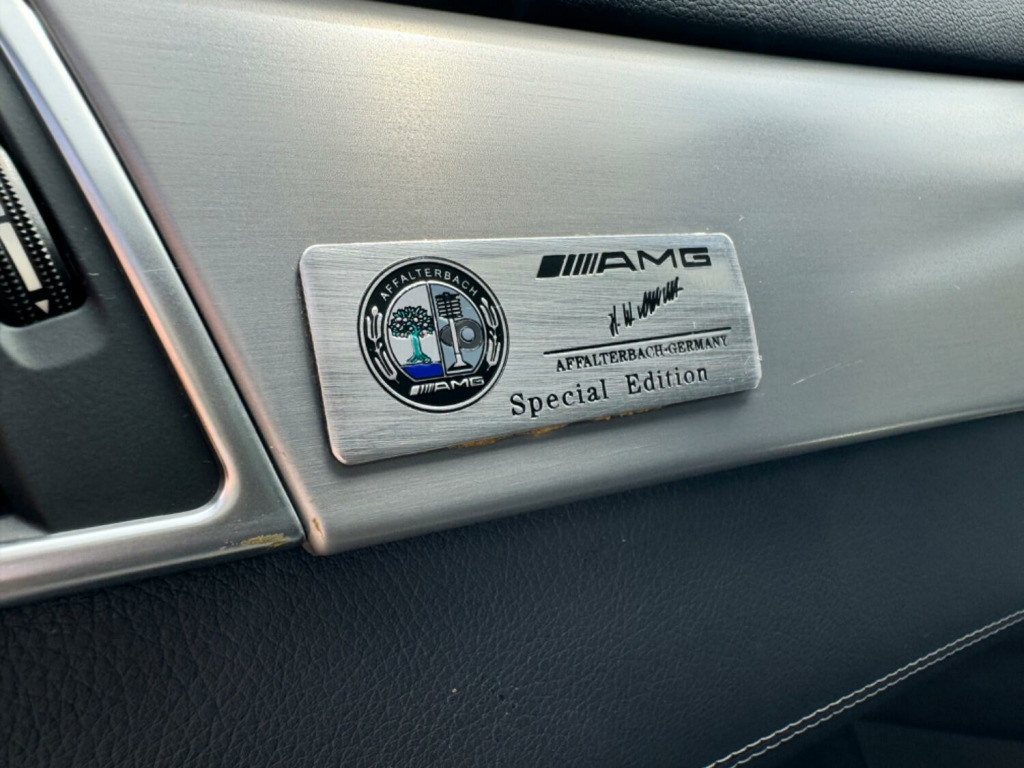 AFFALTERBACH
AMG
AMG
AFFALTERBACH-GERMANY
Special Edition